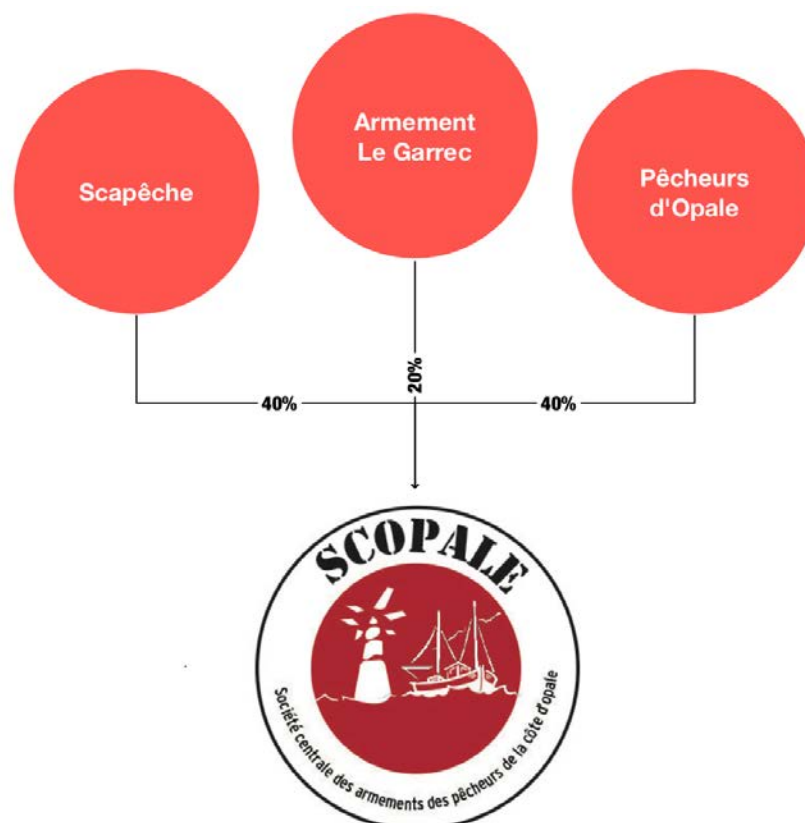 Armement
Le Garrec
Scapêche
Pêcheurs
d'Opale
20%
40%
40%
SCOPALE
Société centrale des armements des pêcheurs de la côte d'opale